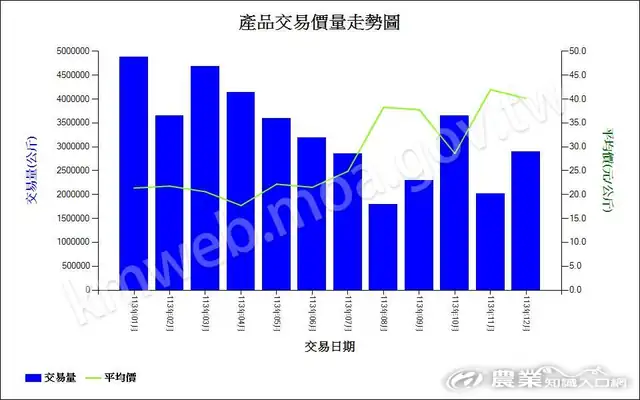 產品交易價量走勢圖
5000000
4500000
4000000
3500000
3000000
2500000
2000000
1500000
1000000
500000
0
交易量(公斤)
50.0
45.0
40.0
35.0
30.0
25.0
20.0
15.0
10.0
5.0
0.0
平均價(元/公斤)
113年01月
113年02月
113年03月
113年04月
113年05月
113年06月
113年07月
113年08月
113年09月
113年10月
113年11月
113年12月
交易日期
交易量
平均價
kmweb.moa.gov.tw
農業知識入口網